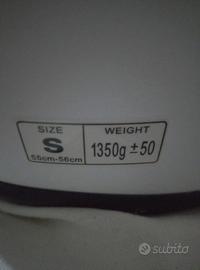 SIZE WEIGHT
S 1350g ±50
55cm-56cm
subito